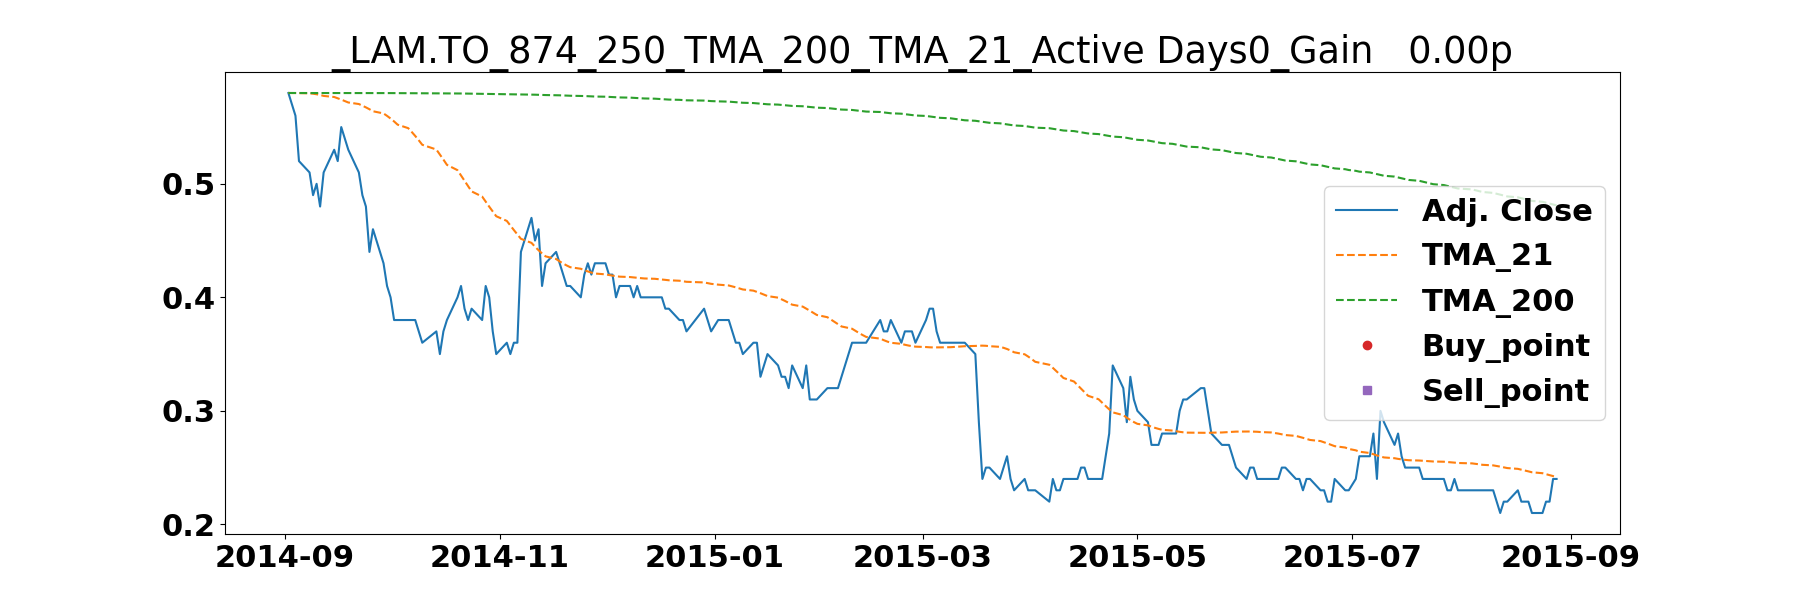 _LAM.TO_874_250_TMA_200_TMA_21_Active Days0_Gain   0.00p
0.5
0.4
0.3
0.2
Adj. Close
TMA_21
TMA_200
Buy_point
Sell_point
2014-09 2014-11 2015-01 2015-03 2015-05 2015-07 2015-09